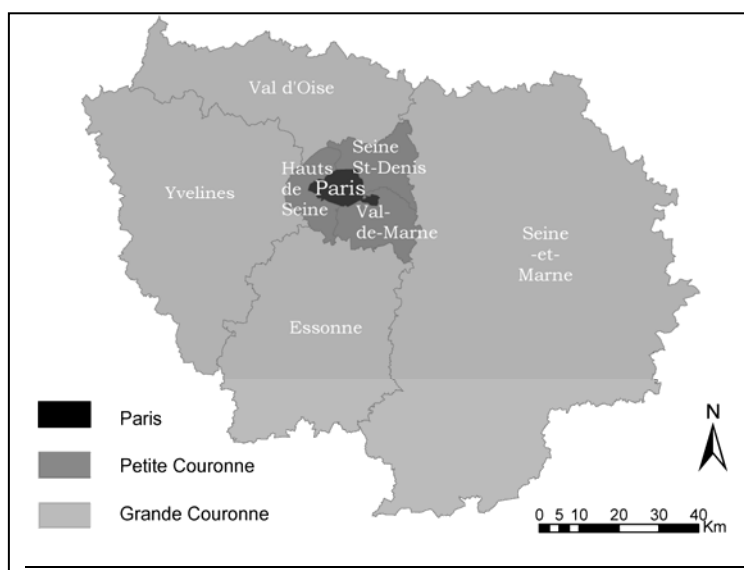 Val d'Oise
Seine
St-Denis
Hauts
de
Seine
Paris
Yvelines
Val-
de-Marne
Seine
-et-
Marne
Essonne
Paris
Petite Couronne
Grande Couronne
N
0 5 10 20 30 40
Km